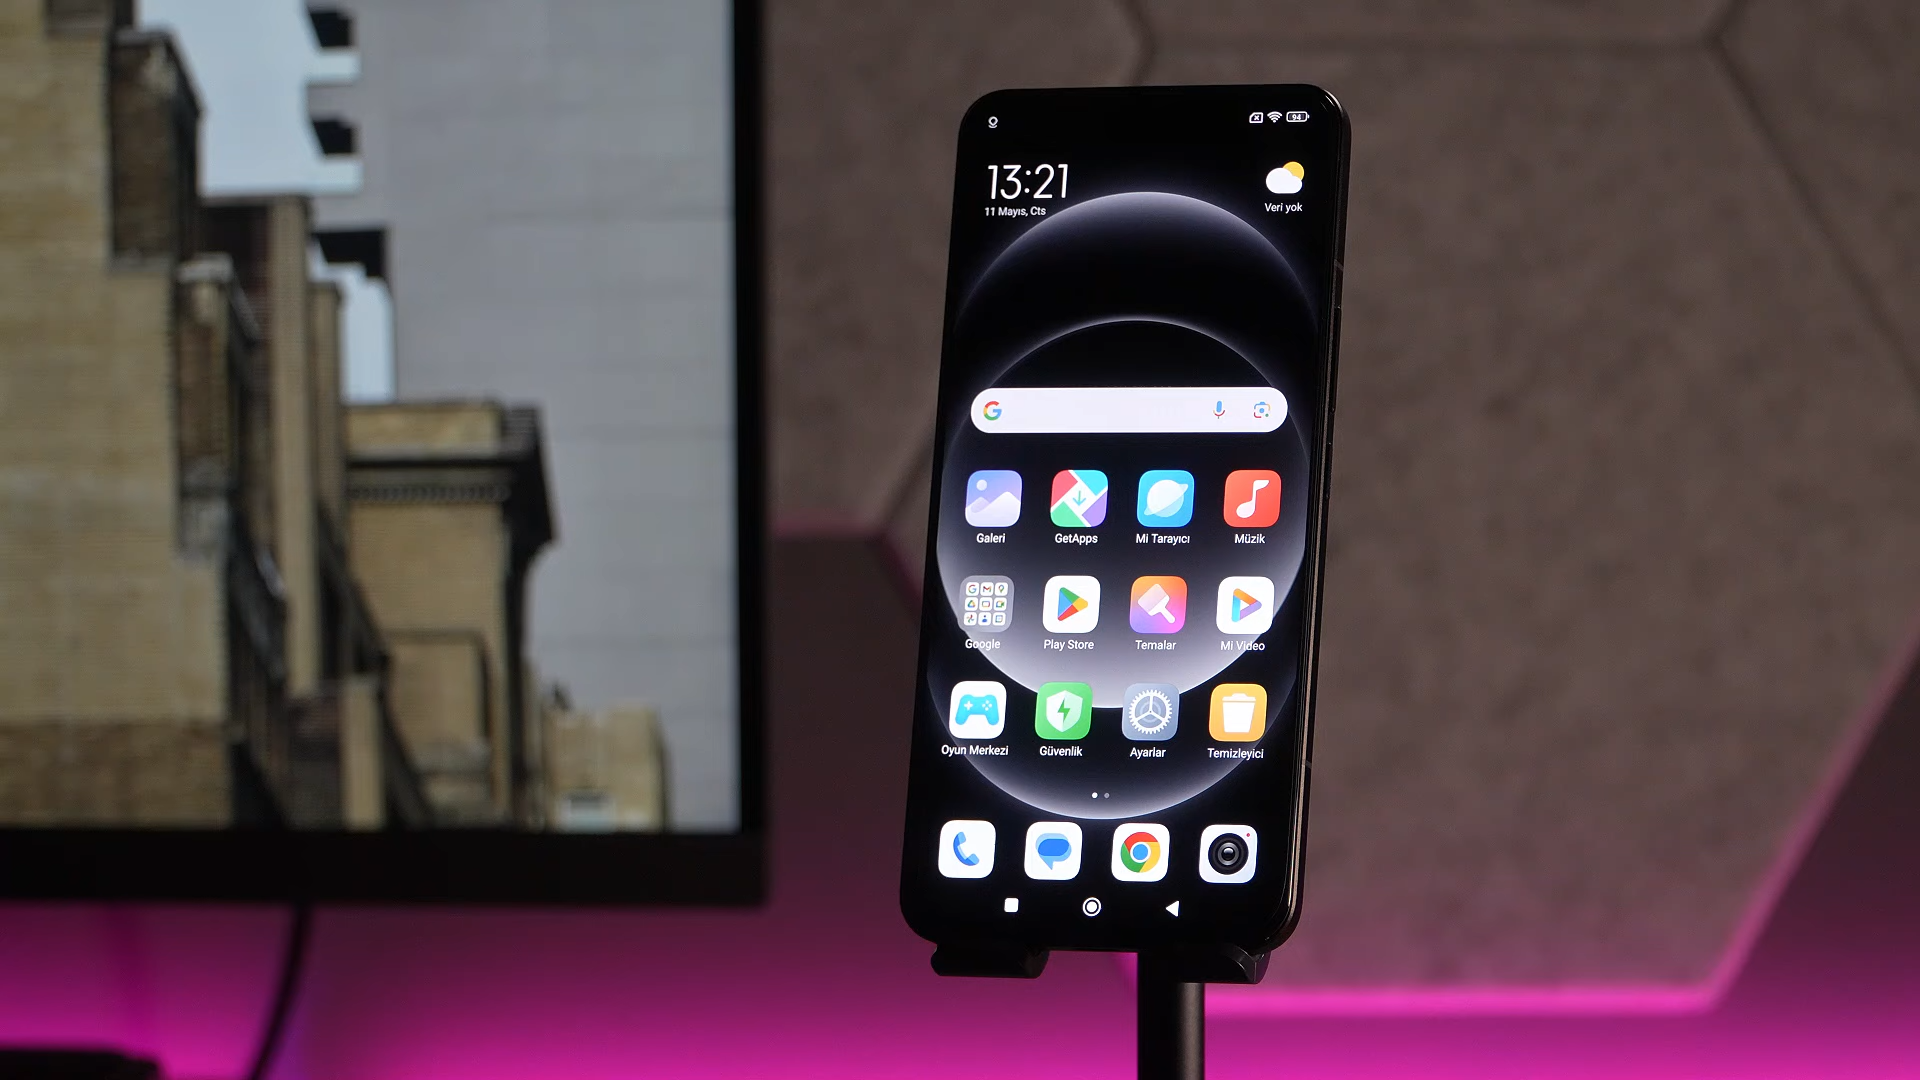 94
13:21
11 Mayıs, Cts
Veri yok
Galeri
GetApps
Mi Tarayıcı
Müzik
Google
Play Store
Temalar
Mi Video
Oyun Merkezi
Güvenlik
Ayarlar
Temizleyici